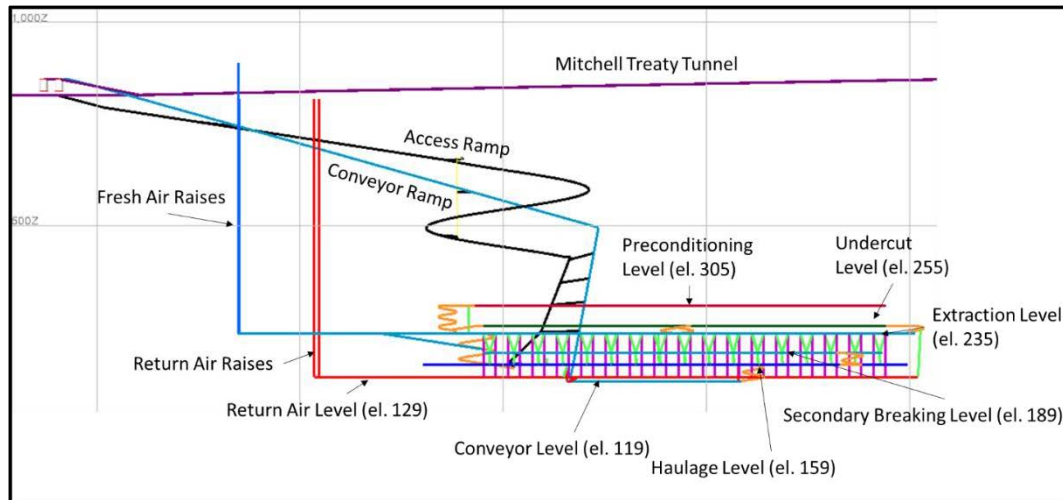 1,000Z
Mitchell Treaty Tunnel
Access Ramp
Conveyor Ramp
Fresh Air Raises
500Z
Preconditioning
Level (el. 305)
Undercut
Level (el. 255)
Extraction Level
(el. 235)
Return Air Raises
Return Air Level (el. 129)
Secondary Breaking Level (el. 189)
Conveyor Level (el. 119)
Haulage Level (el. 159)